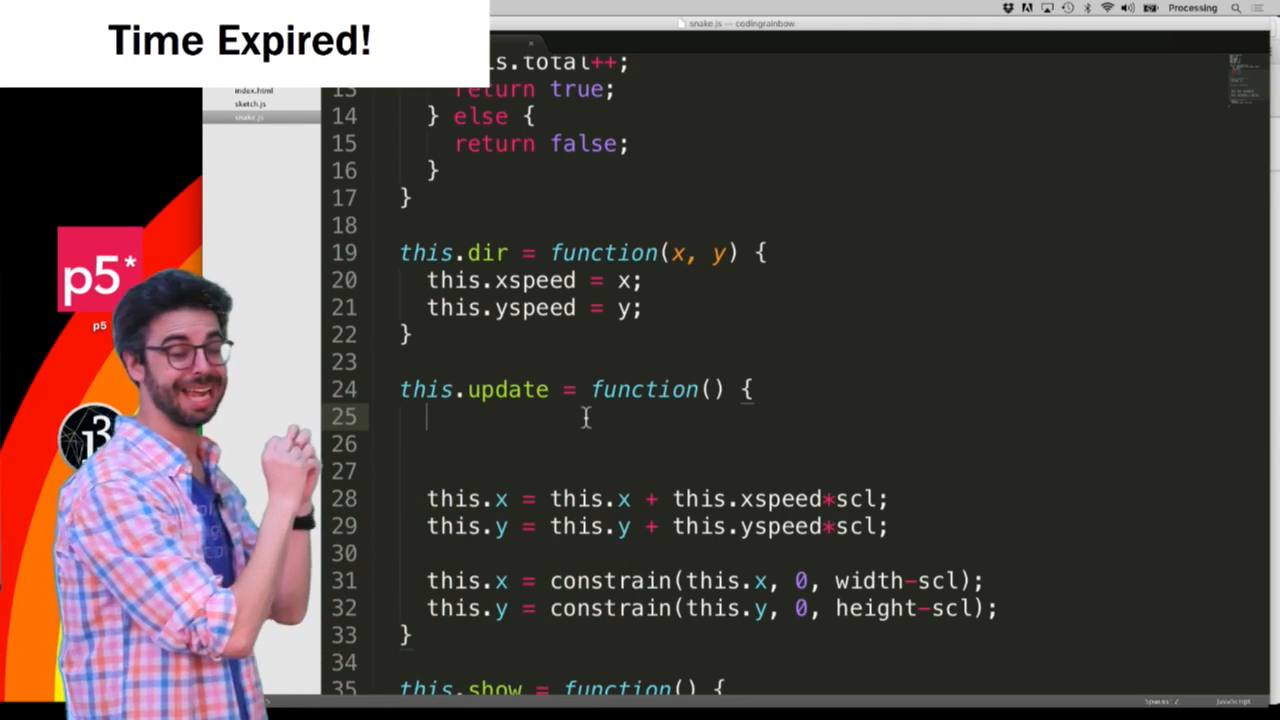 Time Expired!
Processing
snake.js — codingrainbow
index.html
sketch.js
snake.js
p5*
p5
j3
s.total++;
13 return true;
14 } else {
15 return false;
16 }
17 }
18
19 this.dir = function(x, y) {
20 this.xspeed = x;
21 this.yspeed = y;
22 }
23
24 this.update = function() {
25
26
27
28 this.x = this.x + this.xspeed*scl;
29 this.y = this.y + this.yspeed*scl;
30
31 this.x = constrain(this.x, 0, width-scl);
32 this.y = constrain(this.y, 0, height-scl);
33 }
34
35 this.show = function() {
Spaces: 2 JavaScript